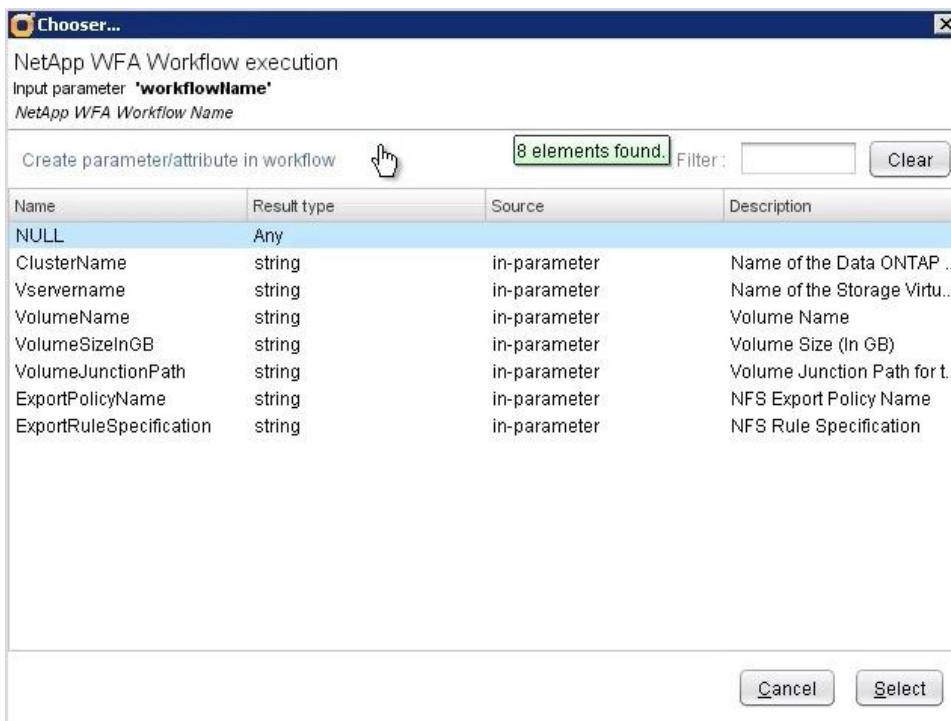 Chooser...
NetApp WFA Workflow execution
Input parameter 'workflowName'
NetApp WFA Workflow Name
Create parameter/attribute in workflow 8 elements found. Filter : Clear
Name Result type Source Description
NULL Any
ClusterName string in-parameter Name of the Data ONTAP ..
Vservername string in-parameter Name of the Storage Virtu..
VolumeName string in-parameter Volume Name
VolumeSizeInGB string in-parameter Volume Size (In GB)
VolumeJunctionPath string in-parameter Volume Junction Path for t..
ExportPolicyName string in-parameter NFS Export Policy Name
ExportRuleSpecification string in-parameter NFS Rule Specification
Cancel Select